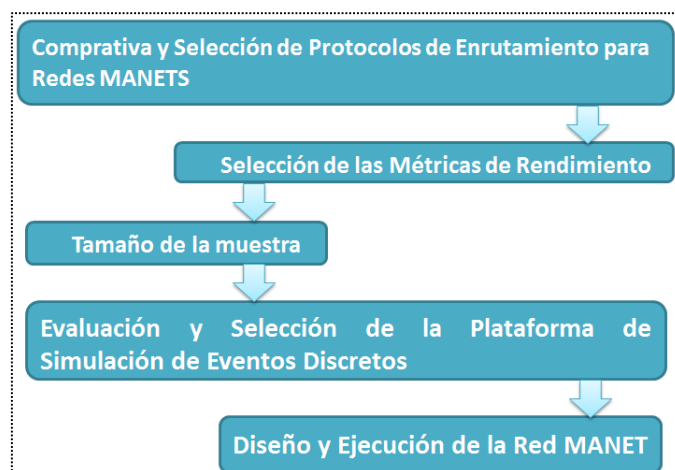 Comprativa y Selección de Protocolos de Enrutamiento para
Redes MANETS
Selección de las Métricas de Rendimiento
Tamaño de la muestra
Evaluación y Selección de la Plataforma de
Simulación de Eventos Discretos
Diseño y Ejecución de la Red MANET